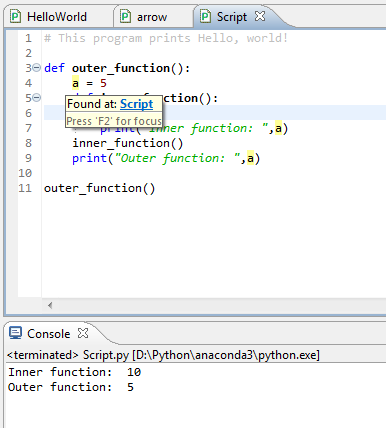 HelloWorld arrow Script
1 # This program prints Hello, world!
2
3 def outer_function():
4 a = 5
5 function():
Found at: Script
6
Press 'F2' for focus
7 print("Inner function: ",a)
8 inner_function()
9 print("Outer function: ",a)
10
11 outer_function()
Console
<terminated> Script.py [D:\Python\anaconda3\python.exe]
Inner function:  10
Outer function:  5